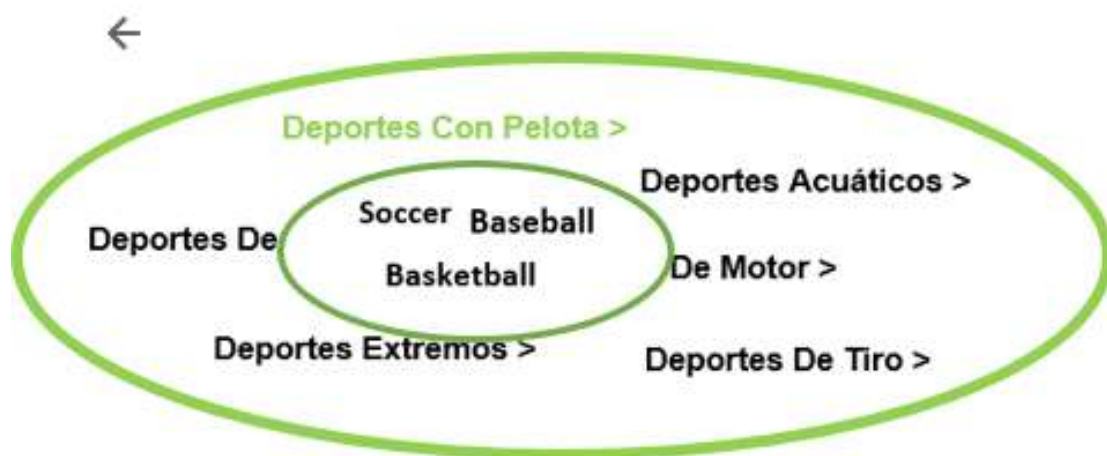 Deportes Con Pelota >
Deportes Acuáticos >
Soccer Baseball
Deportes De
Basketball
De Motor >
Deportes Extremos >
Deportes De Tiro >